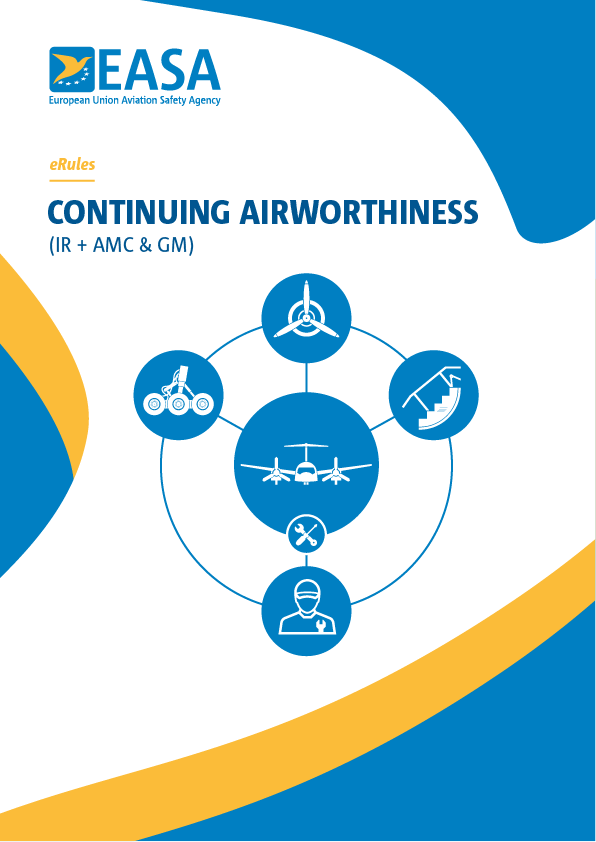 EASA
European Union Aviation Safety Agency
eRules
CONTINUING AIRWORTHINESS
(IR + AMC & GM)